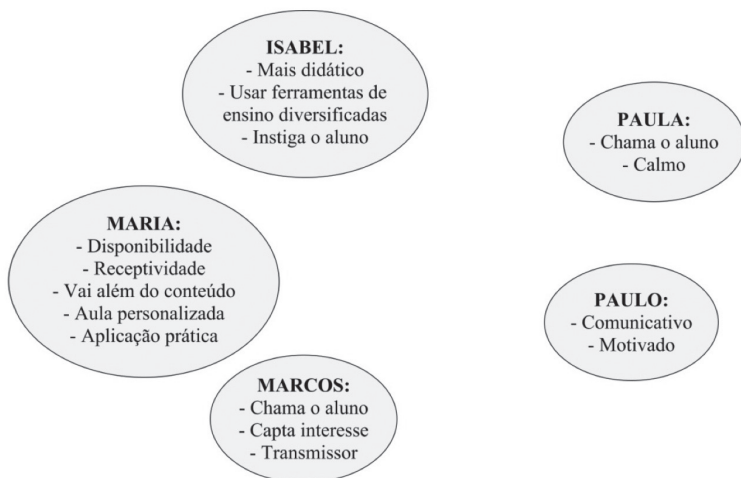 ISABEL:
- Mais didático
- Usar ferramentas de
ensino diversificadas
- Instiga o aluno
PAULA:
- Chama o aluno
- Calmo
MARIA:
- Disponibilidade
- Receptividade
- Vai além do conteúdo
- Aula personalizada
- Aplicação prática
PAULO:
- Comunicativo
- Motivado
MARCOS:
- Chama o aluno
- Capta interesse
- Transmissor